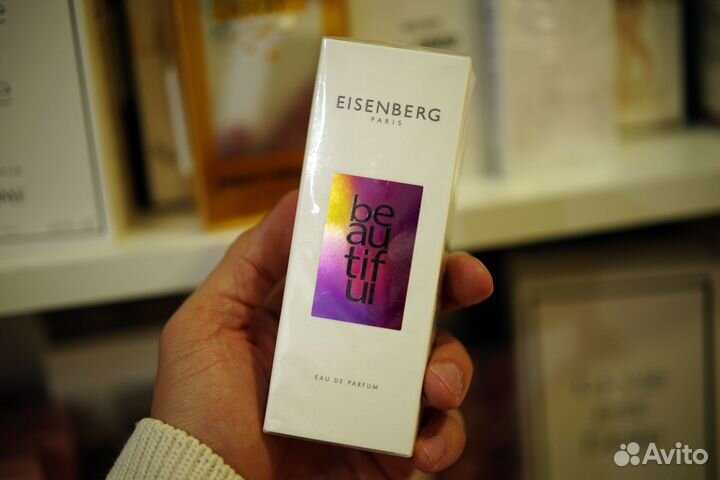 EISENBERG
PARIS
be
au
tif
ul
EAU DE PARFUM
Avito